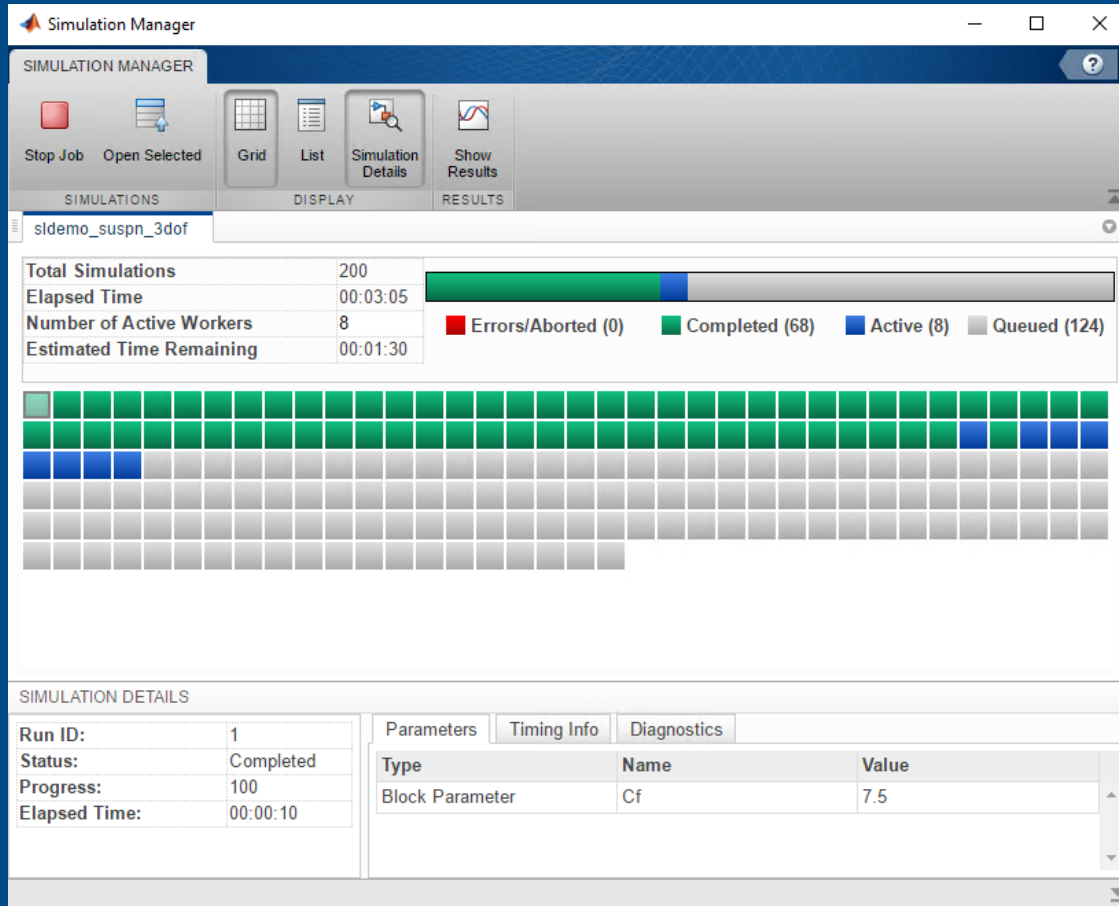 Simulation Manager
SIMULATION MANAGER
?
Stop Job Open Selected Grid List Simulation Details Show Results
SIMULATIONS DISPLAY RESULTS
sldemo_suspn_3dof
Total Simulations 200
Elapsed Time 00:03:05
Number of Active Workers 8
Estimated Time Remaining 00:01:30
Errors/Aborted (0) Completed (68) Active (8) Queued (124)
SIMULATION DETAILS
Run ID: 1
Status: Completed
Progress: 100
Elapsed Time: 00:00:10
Parameters Timing Info Diagnostics
Type Name Value
Block Parameter Cf 7.5